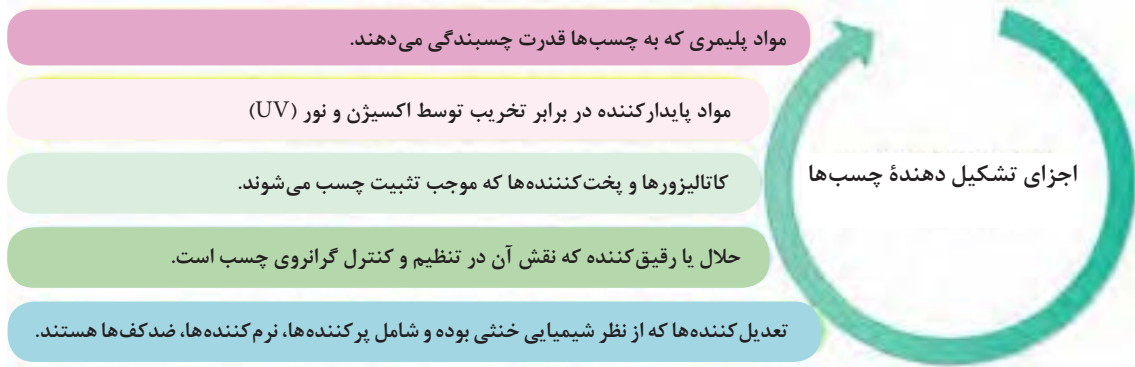 اجزای تشکیل دهندهٔ چسب‌ها
مواد پلیمری که به چسب‌ها قدرت چسبندگی می‌دهند.
مواد پایدارکننده در برابر تخریب توسط اکسیژن و نور (UV)
کاتالیزورها و پخت‌کنننده‌ها که موجب تثبیت چسب می‌شوند.
حلال یا رقیق‌کننده که نقش آن در تنظیم و کنترل گرانروی چسب است.
تعدیل‌کننده‌ها که از نظر شیمیایی خنثی بوده و شامل پرکننده‌ها، نرم‌کننده‌ها، ضدکف‌ها هستند.